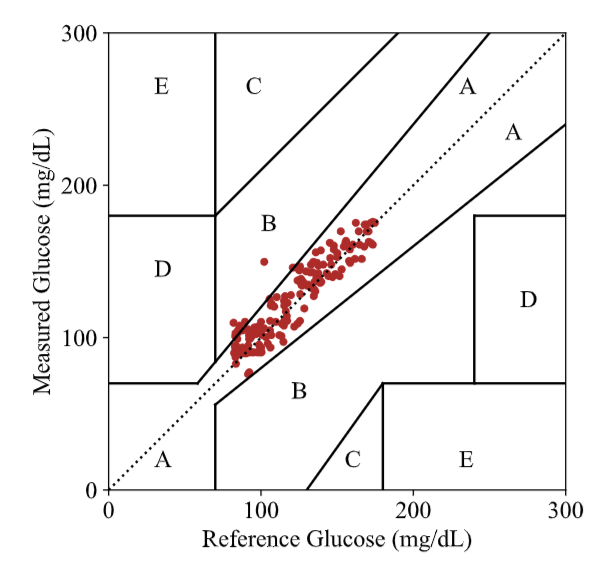 300
E
C
A
A
200
B
D
D
100
B
A
C
E
0
0
100
200
300
Measured Glucose (mg/dL)
Reference Glucose (mg/dL)